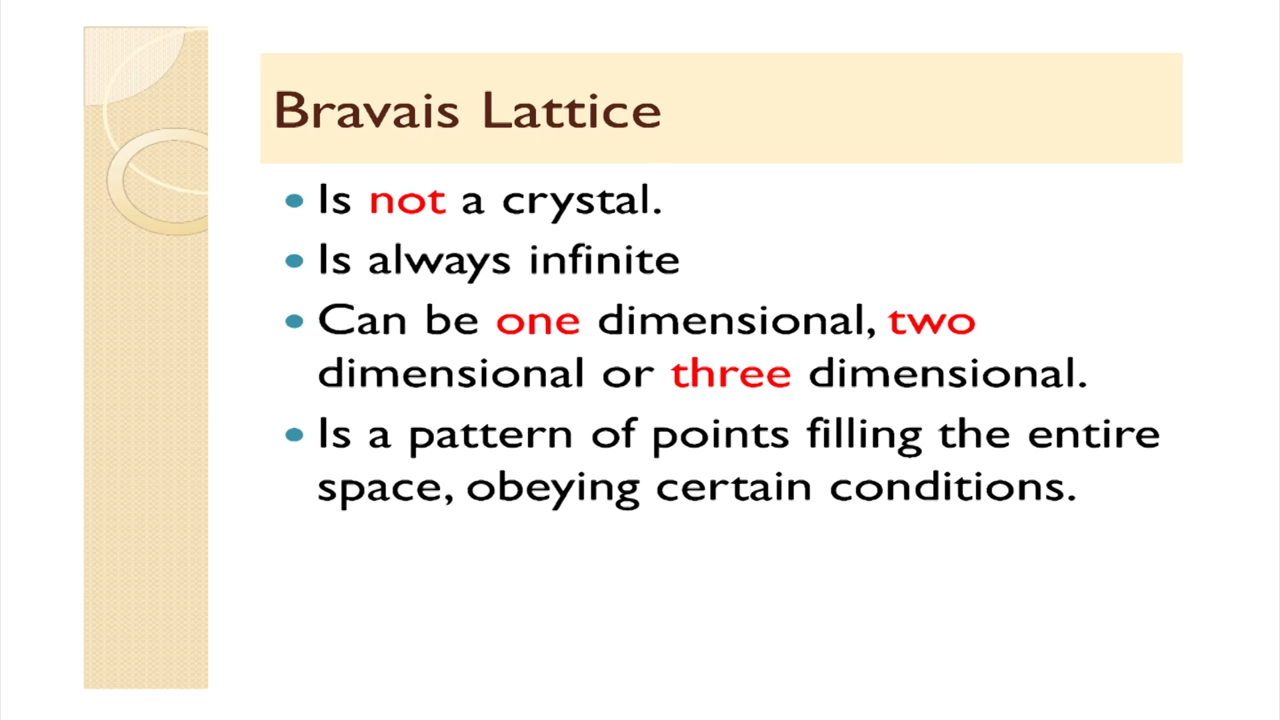 Bravais Lattice
• Is not a crystal.
• Is always infinite
• Can be one dimensional, two
dimensional or three dimensional.
• Is a pattern of points filling the entire
space, obeying certain conditions.